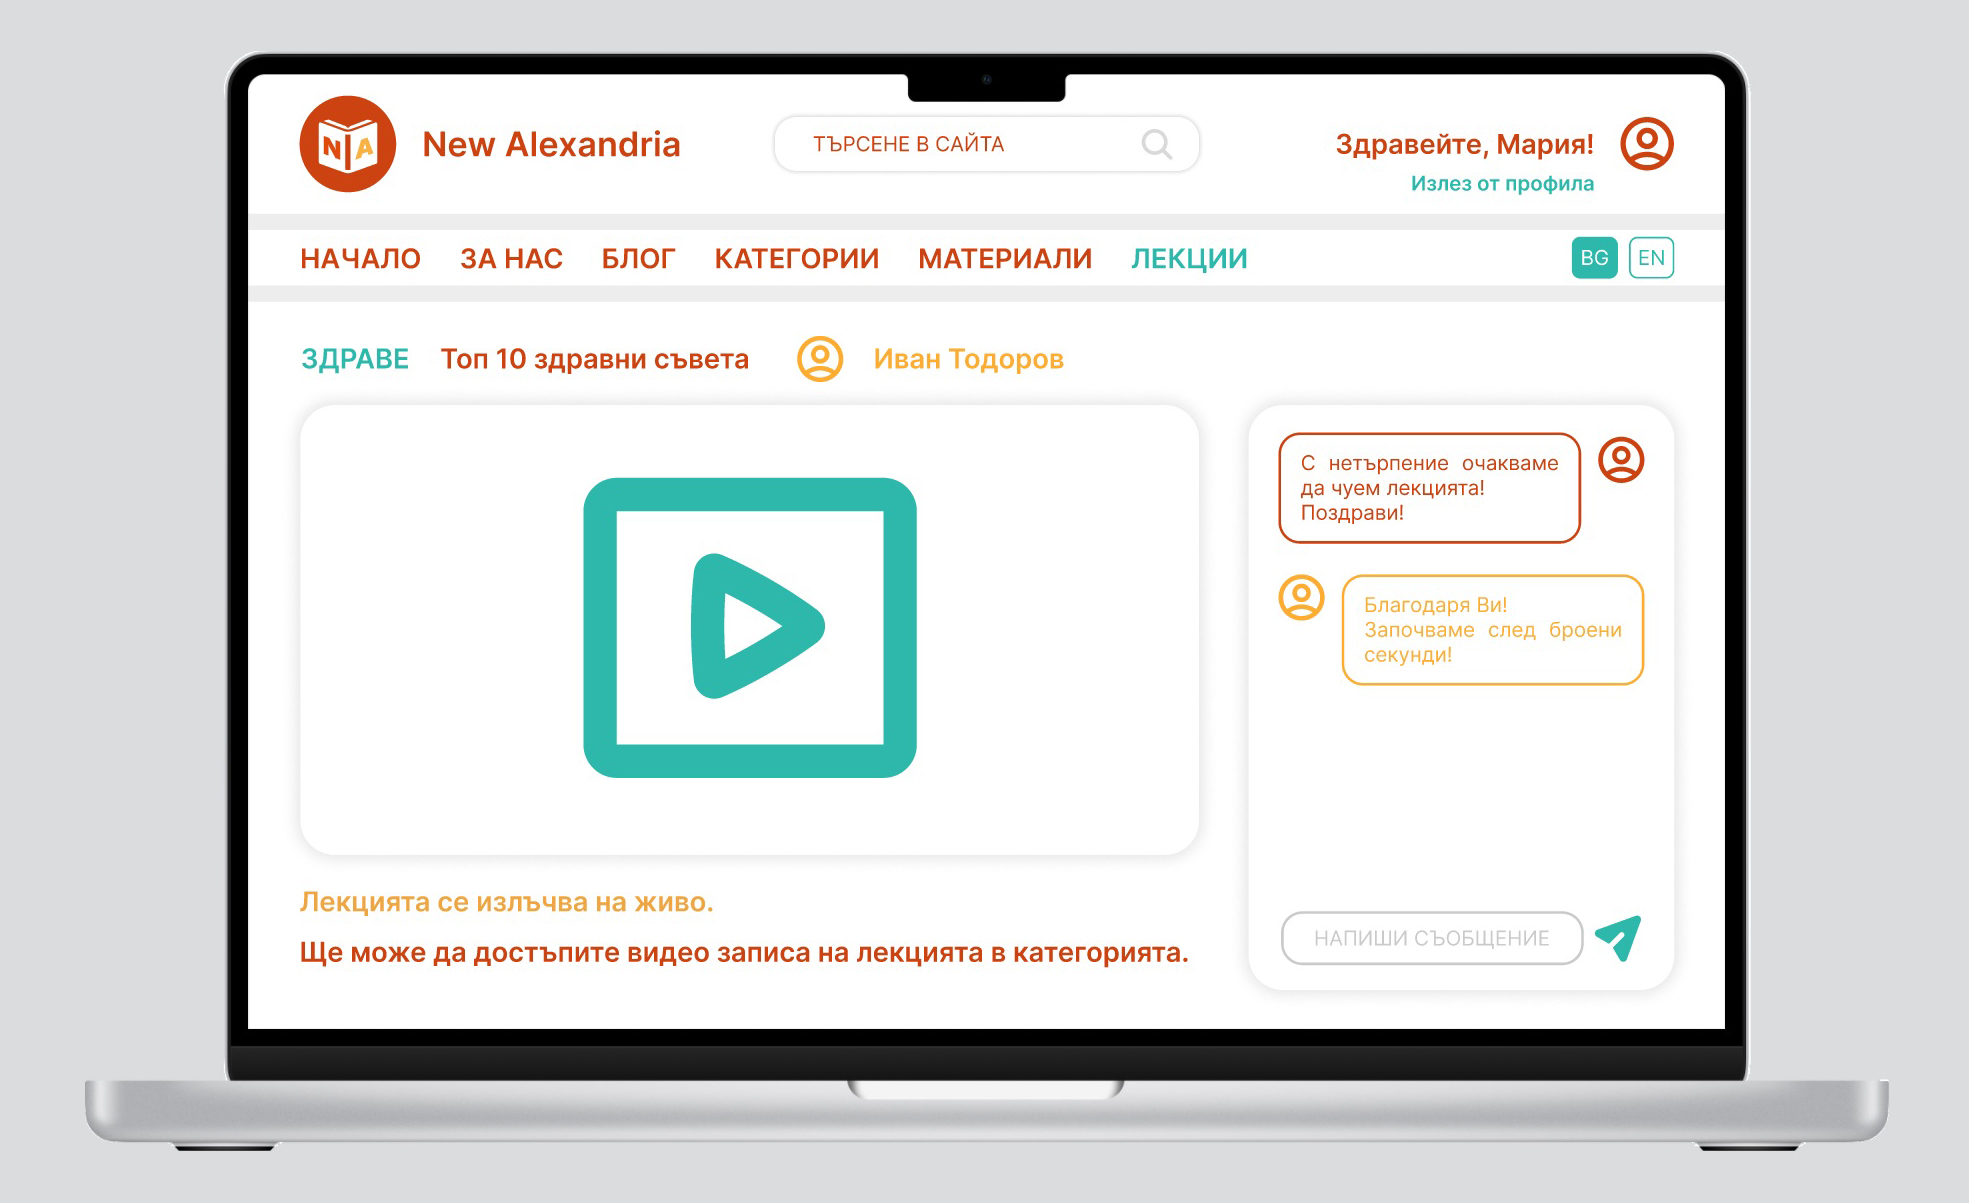 NA
New Alexandria
ТЪРСЕНЕ В САЙТА
Здравейте, Мария!
Излез от профила
НАЧАЛО ЗА НАС БЛОГ КАТЕГОРИИ МАТЕРИАЛИ ЛЕКЦИИ BG EN
ЗДРАВЕ Топ 10 здравни съвета Иван Тодоров
С нетърпение очакваме
да чуем лекцията!
Поздрави!
Благодаря Ви!
Започваме след броени
секунди!
НАПИШИ СЪОБЩЕНИЕ
Лекцията се излъчва на живо.
Ще може да достъпите видео записа на лекцията в категорията.